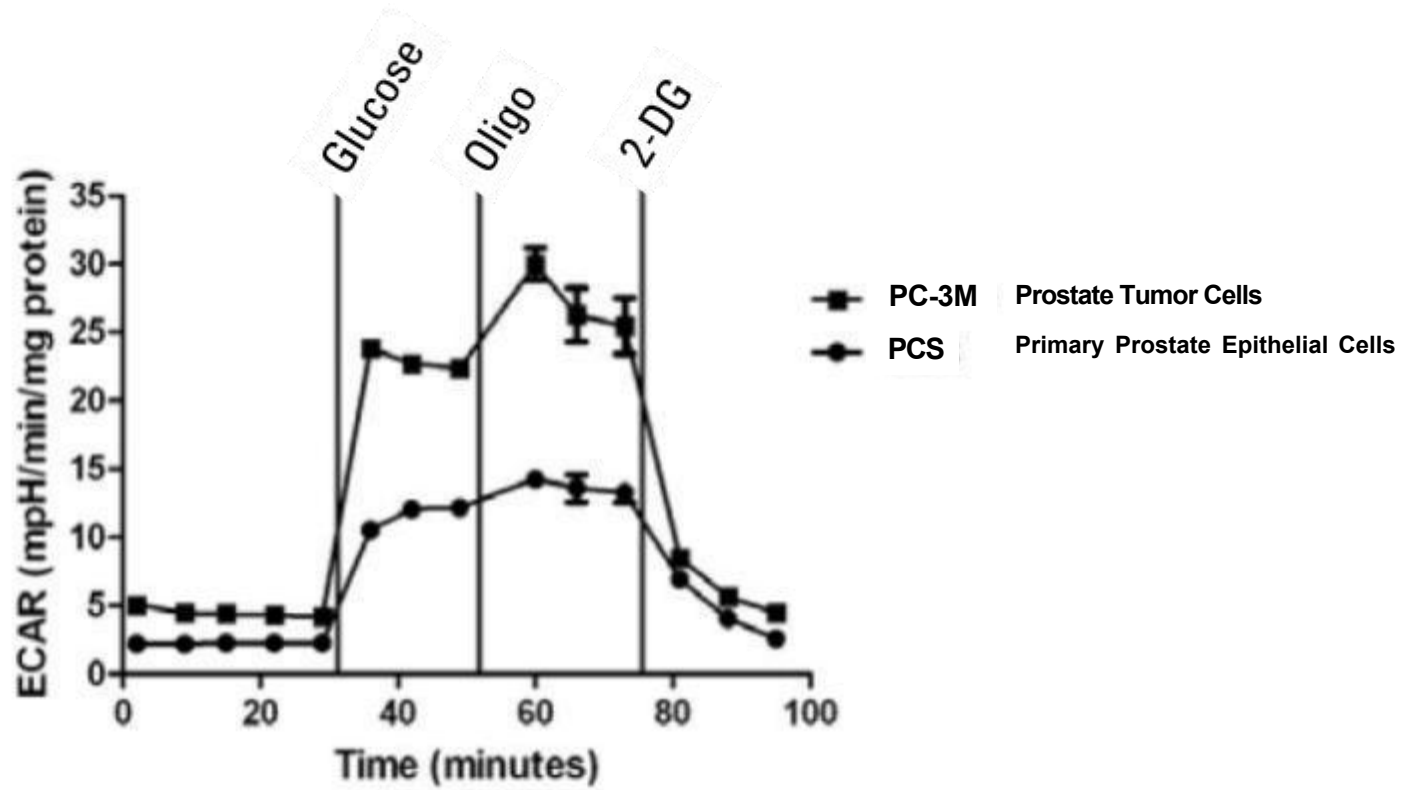 Glucose
Oligo
2-DG
ECAR (mpH/min/mg protein)
35
30
25
20
15
10
5
0
0 20 40 60 80 100
Time (minutes)
PC-3M Prostate Tumor Cells
PCS Primary Prostate Epithelial Cells